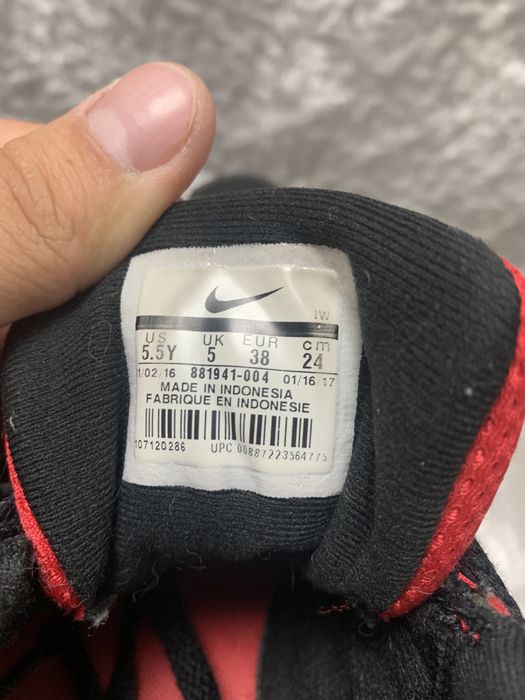 IW
US UK EUR cm
5.5Y 5 38 24
1/02/16 881941-004 01/16/17
MADE IN INDONESIA
FABRIQUE EN INDONESIE
107120286 UPC 00887223564775